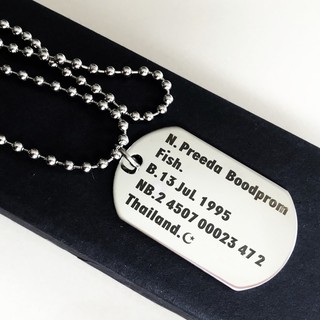 N. Preeda Boodprom
Fish.
B. 13 Jul 1995
NB.2 4507 00023 47 2
Thailand.☪